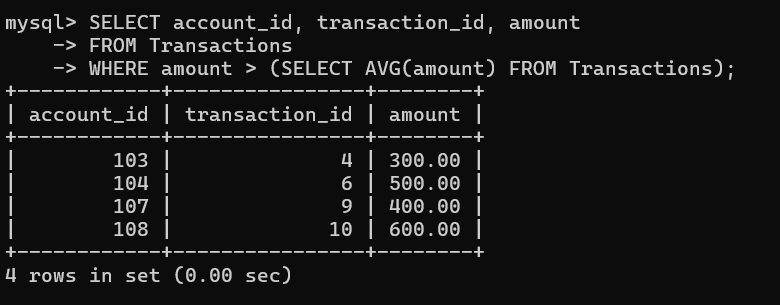 mysql> SELECT account_id, transaction_id, amount
    -> FROM Transactions
    -> WHERE amount > (SELECT AVG(amount) FROM Transactions);
+------------+----------------+--------+
| account_id | transaction_id | amount |
+------------+----------------+--------+
|        103 |              4 | 300.00 |
|        104 |              6 | 500.00 |
|        107 |              9 | 400.00 |
|        108 |             10 | 600.00 |
+------------+----------------+--------+
4 rows in set (0.00 sec)